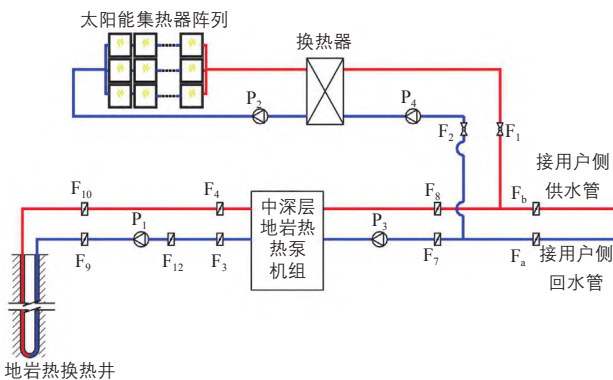 太阳能集热器阵列
换热器
P₂
P₄
F₂
F₁
接用户侧
供水管
F₁₀
F₄
中深层
地岩热
热泵
机组
F₈
F_b
P₁
P₃
F₉
F₁₂
F₃
F₇
F_a
接用户侧
回水管
地岩热换热井